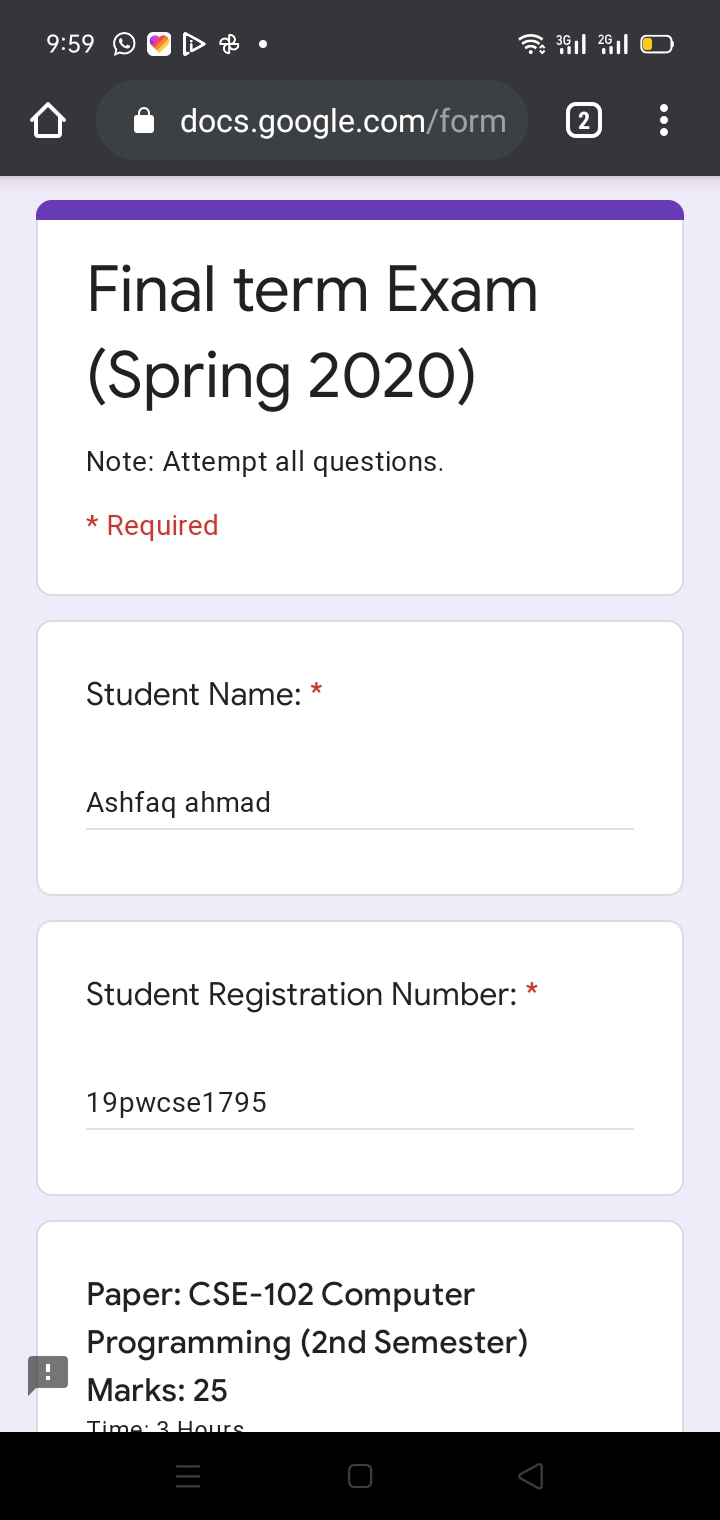 9:59
3G
2G
docs.google.com/form
2
Final term Exam
(Spring 2020)
Note: Attempt all questions.
* Required
Student Name: *
Ashfaq ahmad
Student Registration Number: *
19pwcse1795
Paper: CSE-102 Computer
Programming (2nd Semester)
Marks: 25
Time: 3 Hours